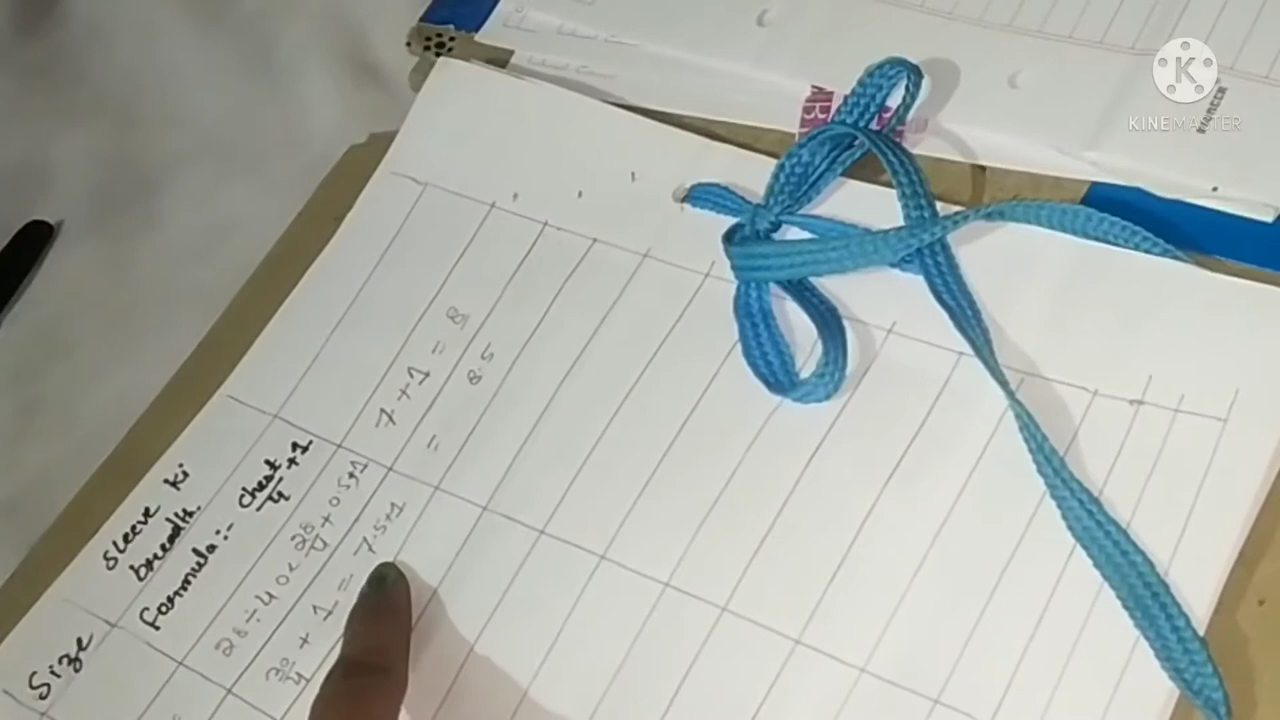 KINEMASTER
PIONEER
Size
Sleeve Ki
breadth.
Formula:- Chest/4 +1
28÷4 or 28/4 + 0.5+1
7+1 = 8
30/4 + 1 = 7.5+1
= 8.5